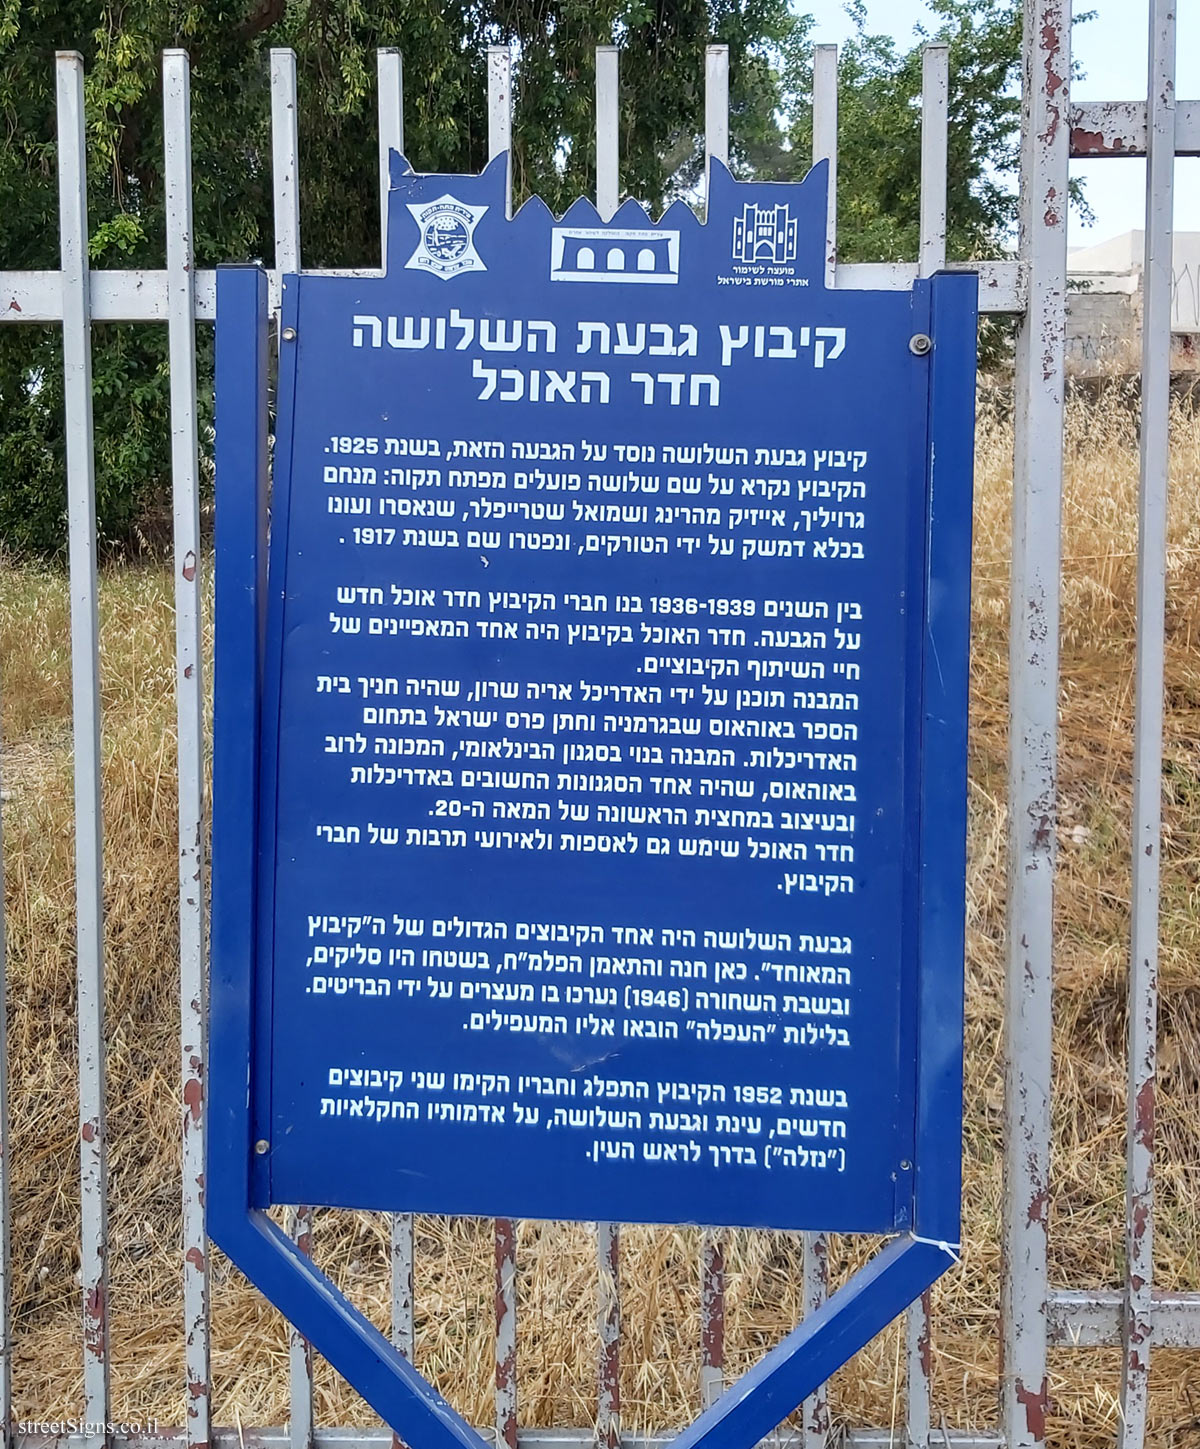 עירית פתח-תקוה
מועצה לשימור
אתרי מורשת בישראל
קיבוץ גבעת השלושה
חדר האוכל
קיבוץ גבעת השלושה נוסד על הגבעה הזאת, בשנת 1925.
הקיבוץ נקרא על שם שלושה פועלים מפתח תקוה: מנחם
גרויליך, אייזיק מהרינג ושמואל שטרייפלר, שנאסרו ועונו
בכלא דמשק על ידי הטורקים, ונפטרו שם בשנת 1917 .
בין השנים 1936-1939 בנו חברי הקיבוץ חדר אוכל חדש
על הגבעה. חדר האוכל בקיבוץ היה אחד המאפיינים של
חיי השיתוף הקיבוציים.
המבנה תוכנן על ידי האדריכל אריה שרון, שהיה חניך בית
הספר באוהאוס שבגרמניה וחתן פרס ישראל בתחום
האדריכלות. המבנה בנוי בסגנון הבינלאומי, המכונה לרוב
באוהאוס, שהיה אחד הסגנונות החשובים באדריכלות
ובעיצוב במחצית הראשונה של המאה ה-20.
חדר האוכל שימש גם לאספות ולאירועי תרבות של חברי
הקיבוץ.
גבעת השלושה היה אחד הקיבוצים הגדולים של ה"קיבוץ
המאוחד". כאן חנה והתאמן הפלמ"ח, בשטחו היו סליקים,
ובשבת השחורה (1946) נערכו בו מעצרים על ידי הבריטים.
בלילות "העפלה" הובאו אליו המעפילים.
בשנת 1952 הקיבוץ התפלג וחבריו הקימו שני קיבוצים
חדשים, עינת וגבעת השלושה, על אדמותיו החקלאיות
("נזלה") בדרך לראש העין.
streetSigns.co.il